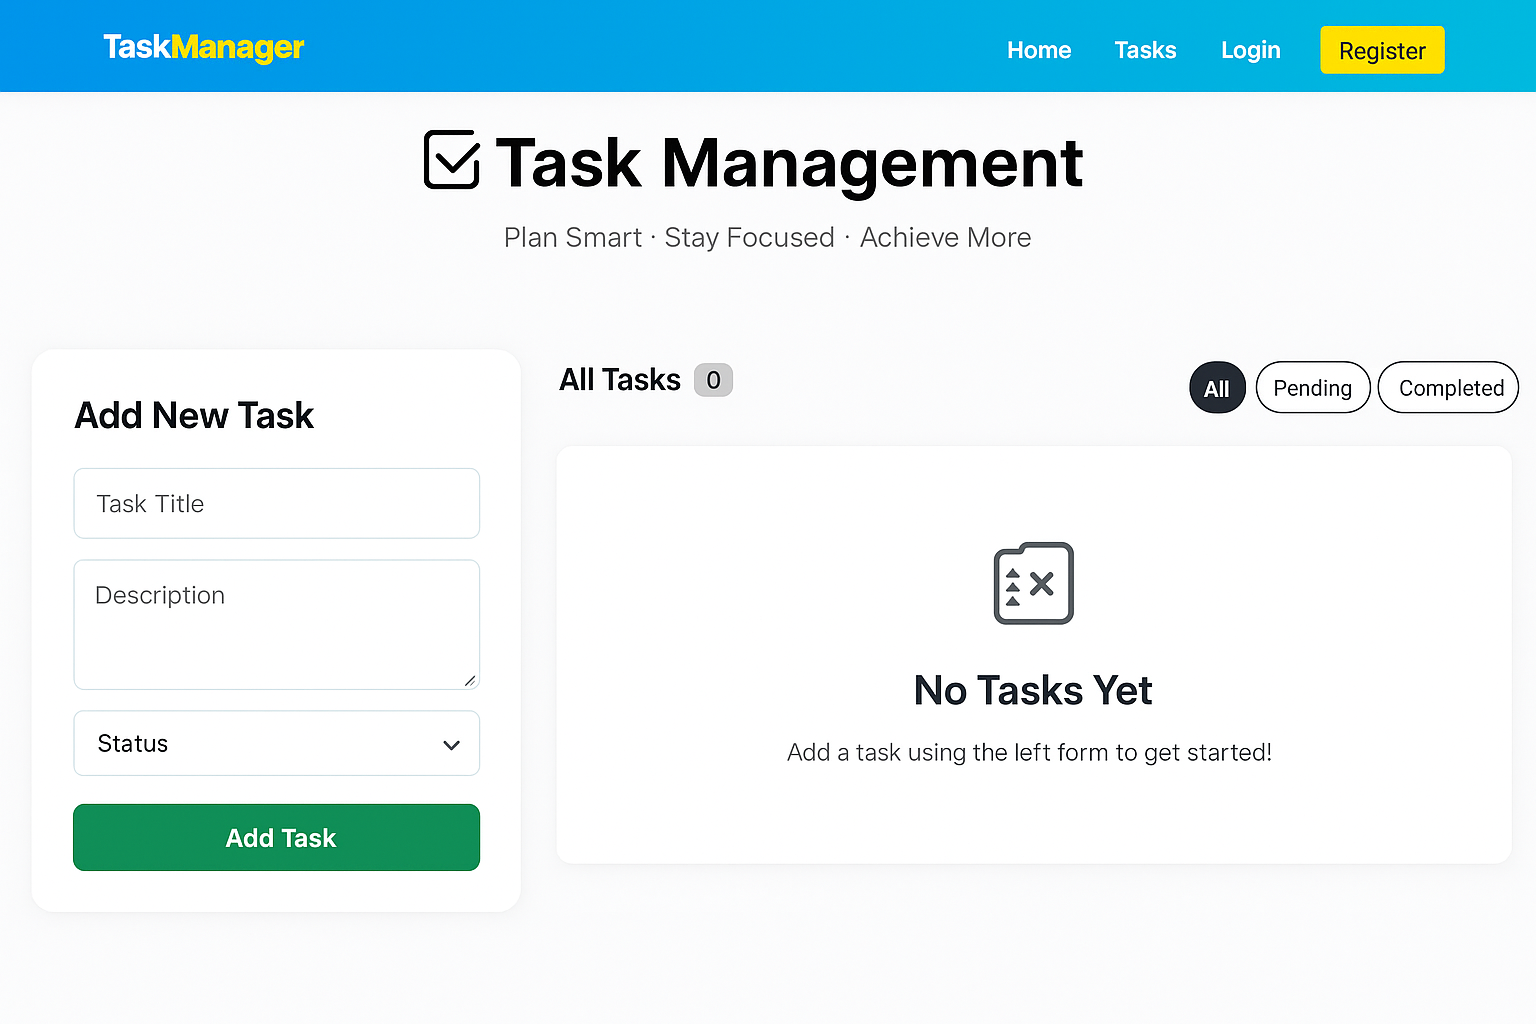 TaskManager
Home Tasks Login Register
Task Management
Plan Smart · Stay Focused · Achieve More
Add New Task
Task Title
Description
Status
Add Task
All Tasks 0
All Pending Completed
No Tasks Yet
Add a task using the left form to get started!